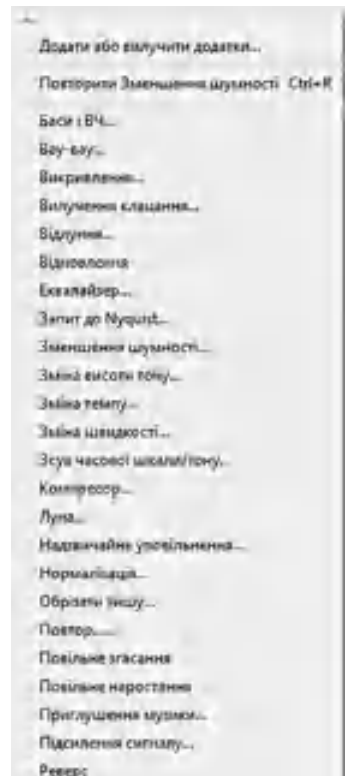 Додати або вилучити додатки...
Повторити Зменшення шумності Ctrl+R
Баси і ВЧ...
Вау-вау...
Викривлення...
Вилучення клацання...
Відлуння...
Відновлення
Еквалайзер...
Запит до Nyquist...
Зменшення шумності...
Зміна висоти тону...
Зміна темпу...
Зміна швидкості...
Зсув часової шкали/тону...
Компресор...
Луна...
Надзвичайне уповільнення...
Нормалізація...
Обрізати тишу...
Повтор......
Повільне згасання
Повільне наростання
Приглушення музики...
Підсилення сигналу...
Реверс